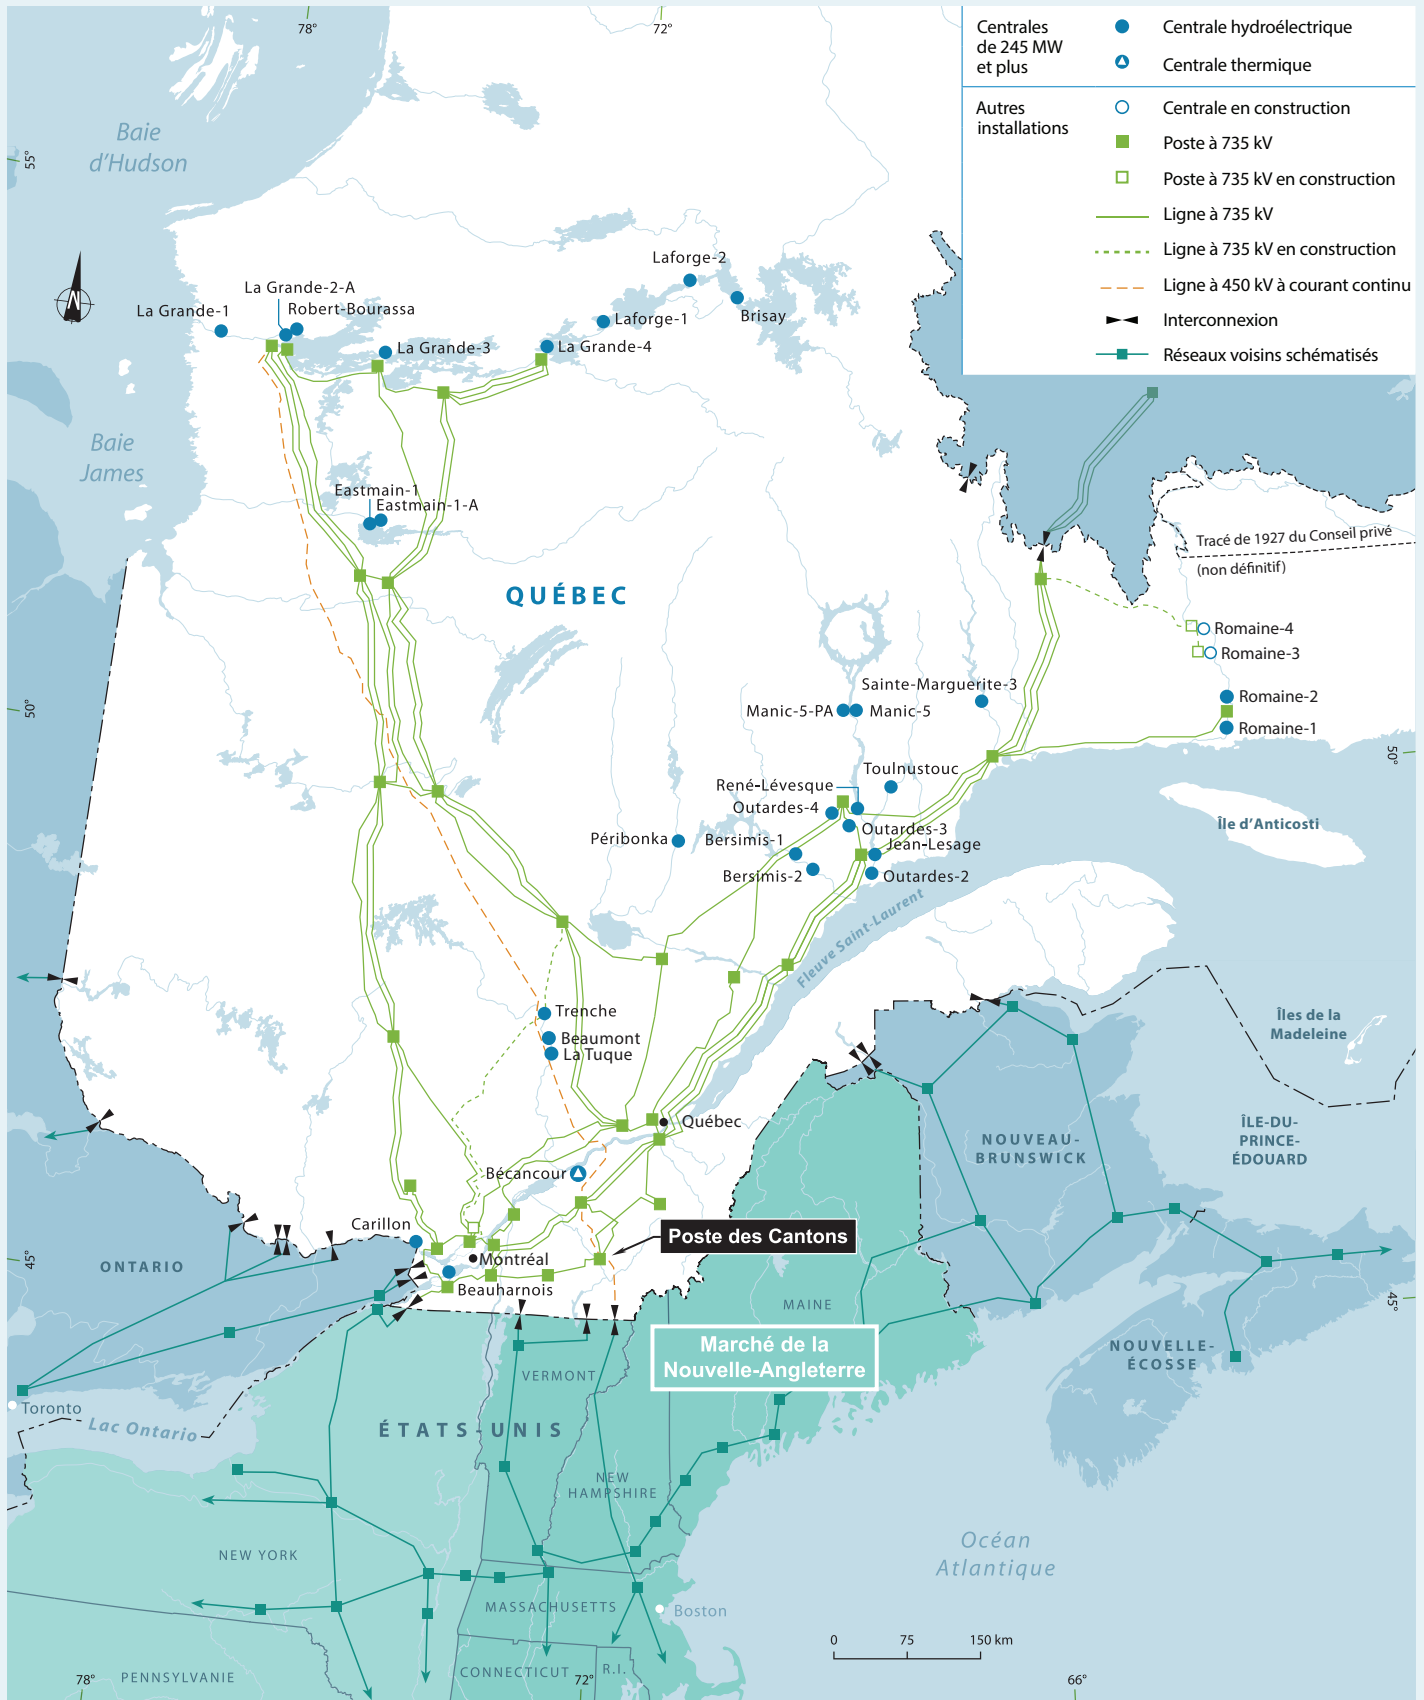 78°
72°
Centrales
de 245 MW
et plus
Centrale hydroélectrique
Centrale thermique
Autres
installations
Centrale en construction
Poste à 735 kV
Poste à 735 kV en construction
Ligne à 735 kV
Ligne à 735 kV en construction
Ligne à 450 kV à courant continu
Interconnexion
Réseaux voisins schématisés
Baie
d'Hudson
55°
N
Laforge-2
La Grande-2-A
Robert-Bourassa
La Grande-1
Laforge-1
Brisay
La Grande-3
La Grande-4
Baie
James
Eastmain-1
Eastmain-1-A
Tracé de 1927 du Conseil privé
(non définitif)
QUÉBEC
Romaine-4
Romaine-3
Sainte-Marguerite-3
Romaine-2
Manic-5-PA
Manic-5
Romaine-1
50°
50°
Toulnustouc
René-Lévesque
Outardes-4
Île d'Anticosti
Outardes-3
Péribonka
Bersimis-1
Jean-Lesage
Bersimis-2
Outardes-2
Fleuve Saint-Laurent
Trenche
Beaumont
La Tuque
Îles de la
Madeleine
Québec
ÎLE-DU-
PRINCE-
ÉDOUARD
NOUVEAU-
BRUNSWICK
Bécancour
Carillon
Poste des Cantons
Montréal
45°
ONTARIO
Beauharnois
MAINE
45°
Marché de la
Nouvelle-Angleterre
NOUVELLE-
ÉCOSSE
VERMONT
Toronto
Lac Ontario
ÉTATS-UNIS
NEW
HAMPSHIRE
NEW YORK
Océan
Atlantique
MASSACHUSETTS
Boston
0
75
150 km
PENNSYLVANIE
CONNECTICUT
R.I.
78°
72°
66°